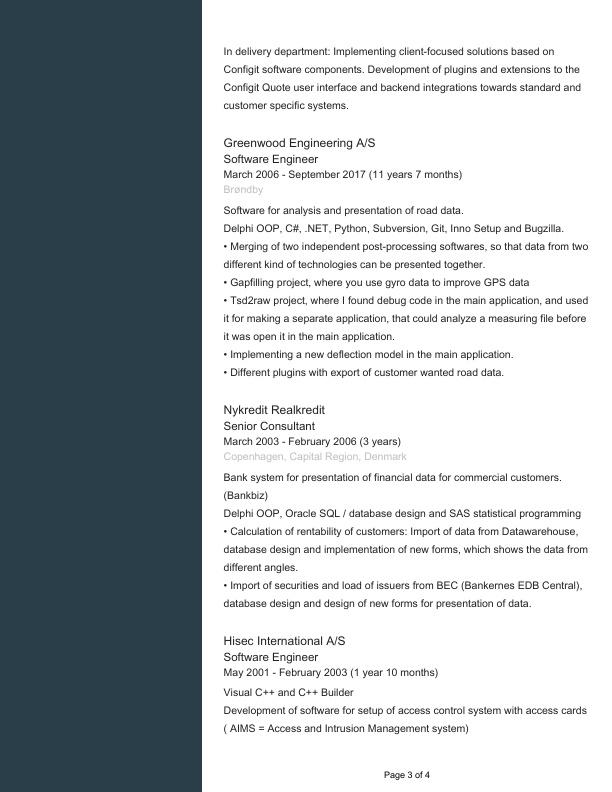 In delivery department: Implementing client-focused solutions based on
Configit software components. Development of plugins and extensions to the
Configit Quote user interface and backend integrations towards standard and
customer specific systems.
Greenwood Engineering A/S
Software Engineer
March 2006 - September 2017 (11 years 7 months)
Brøndby
Software for analysis and presentation of road data.
Delphi OOP, C#, .NET, Python, Subversion, Git, Inno Setup and Bugzilla.
• Merging of two independent post-processing softwares, so that data from two
different kind of technologies can be presented together.
• Gapfilling project, where you use gyro data to improve GPS data
• Tsd2raw project, where I found debug code in the main application, and used
it for making a separate application, that could analyze a measuring file before
it was open it in the main application.
• Implementing a new deflection model in the main application.
• Different plugins with export of customer wanted road data.
Nykredit Realkredit
Senior Consultant
March 2003 - February 2006 (3 years)
Copenhagen, Capital Region, Denmark
Bank system for presentation of financial data for commercial customers.
(Bankbiz)
Delphi OOP, Oracle SQL / database design and SAS statistical programming
• Calculation of rentability of customers: Import of data from Datawarehouse,
database design and implementation of new forms, which shows the data from
different angles.
• Import of securities and load of issuers from BEC (Bankernes EDB Central),
database design and design of new forms for presentation of data.
Hisec International A/S
Software Engineer
May 2001 - February 2003 (1 year 10 months)
Visual C++ and C++ Builder
Development of software for setup of access control system with access cards
( AIMS = Access and Intrusion Management system)
Page 3 of 4